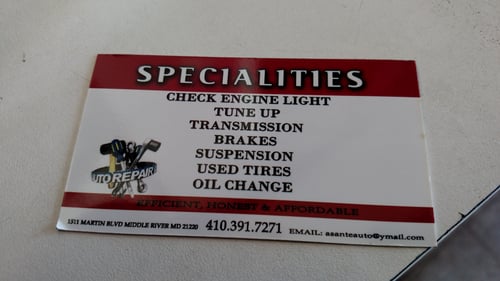 SPECIALITIES
CHECK ENGINE LIGHT
TUNE UP
TRANSMISSION
BRAKES
SUSPENSION
USED TIRES
OIL CHANGE
AUTO REPAIR
EFFICIENT, HONEST & AFFORDABLE
1511 MARTIN BLVD MIDDLE RIVER MD 21220 410.391.7271 EMAIL: asanteauto@ymail.com